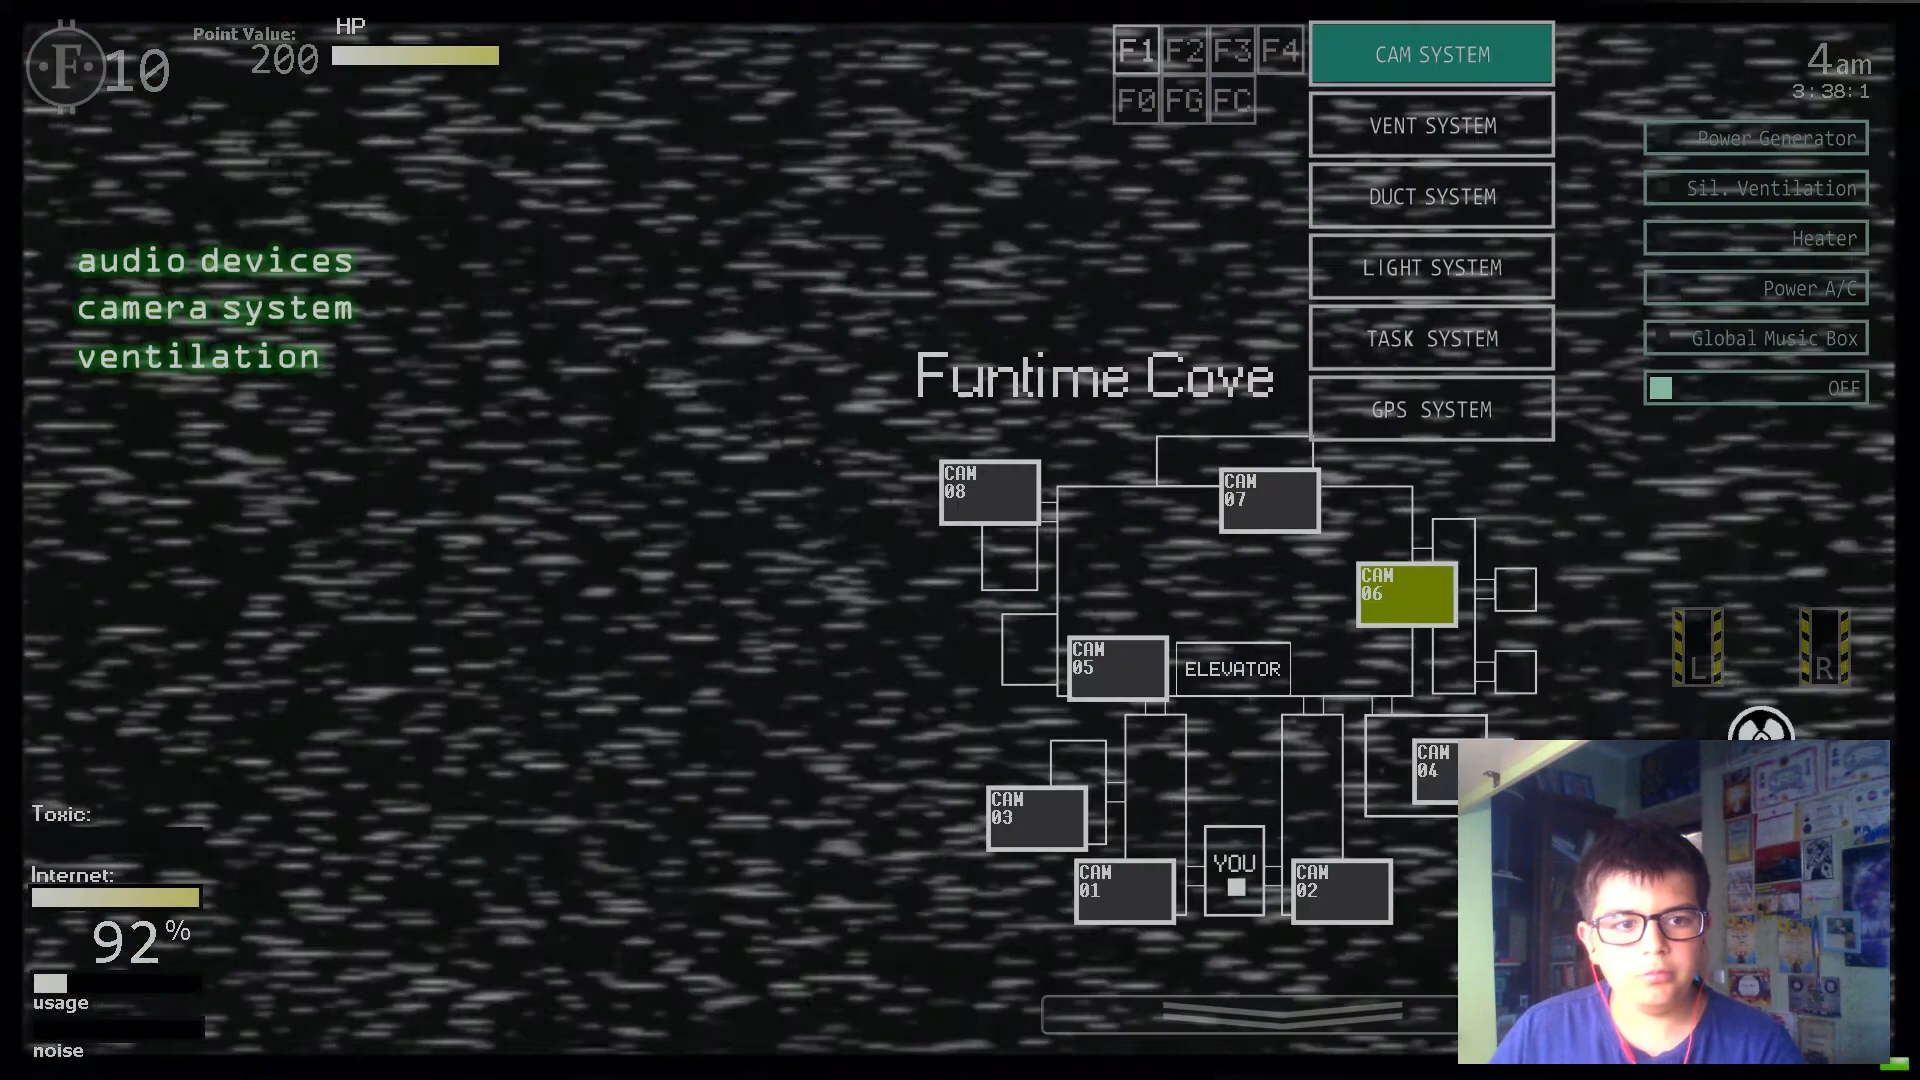 F 10
Point Value:
200
HP
F1 F2 F3 F4
F0 FG FC
CAM SYSTEM
VENT SYSTEM
DUCT SYSTEM
LIGHT SYSTEM
TASK SYSTEM
GPS SYSTEM
4am
3:38:1
Power Generator
Sil. Ventilation
Heater
Power A/C
Global Music Box
OFF
audio devices
camera system
ventilation
Funtime Cove
CAM
08
CAM
07
CAM
06
CAM
05
ELEVATOR
L
R
CAM
04
CAM
03
YOU
CAM
01
CAM
02
Toxic:
Internet:
92%
usage
noise